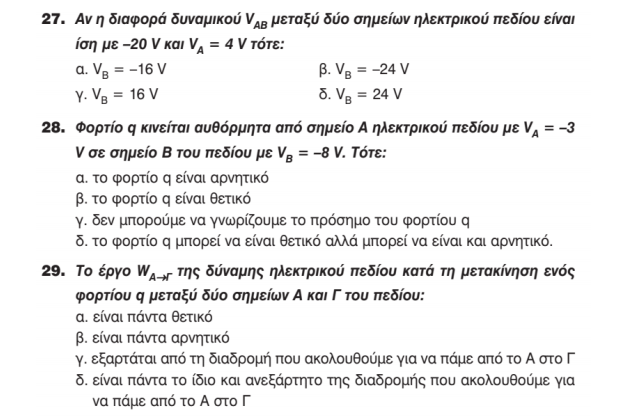 27. Αν η διαφορά δυναμικού V_AB μεταξύ δύο σημείων ηλεκτρικού πεδίου είναι
ίση με –20 V και V_A = 4 V τότε:
α. V_B = –16 V β. V_B = –24 V
γ. V_B = 16 V δ. V_B = 24 V
28. Φορτίο q κινείται αυθόρμητα από σημείο Α ηλεκτρικού πεδίου με V_A = –3
V σε σημείο Β του πεδίου με V_B = –8 V. Τότε:
α. το φορτίο q είναι αρνητικό
β. το φορτίο q είναι θετικό
γ. δεν μπορούμε να γνωρίζουμε το πρόσημο του φορτίου q
δ. το φορτίο q μπορεί να είναι θετικό αλλά μπορεί να είναι και αρνητικό.
29. Το έργο W_A→Γ της δύναμης ηλεκτρικού πεδίου κατά τη μετακίνηση ενός
φορτίου q μεταξύ δύο σημείων Α και Γ του πεδίου:
α. είναι πάντα θετικό
β. είναι πάντα αρνητικό
γ. εξαρτάται από τη διαδρομή που ακολουθούμε για να πάμε από το Α στο Γ
δ. είναι πάντα το ίδιο και ανεξάρτητο της διαδρομής που ακολουθούμε για
να πάμε από το Α στο Γ